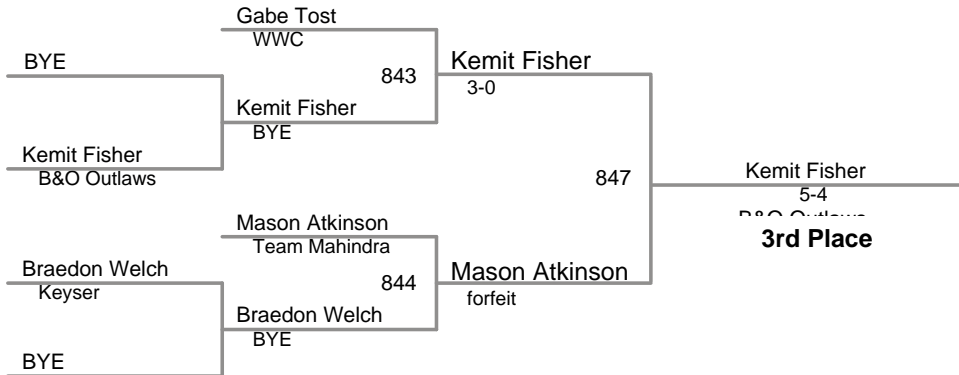 Gabe Tost
WWC
BYE
843
Kemit Fisher
3-0
Kemit Fisher
BYE
Kemit Fisher
B&O Outlaws
847
Kemit Fisher
5-4
B&O Outlaws
3rd Place
Mason Atkinson
Team Mahindra
Braedon Welch
Keyser
844
Mason Atkinson
forfeit
Braedon Welch
BYE
BYE